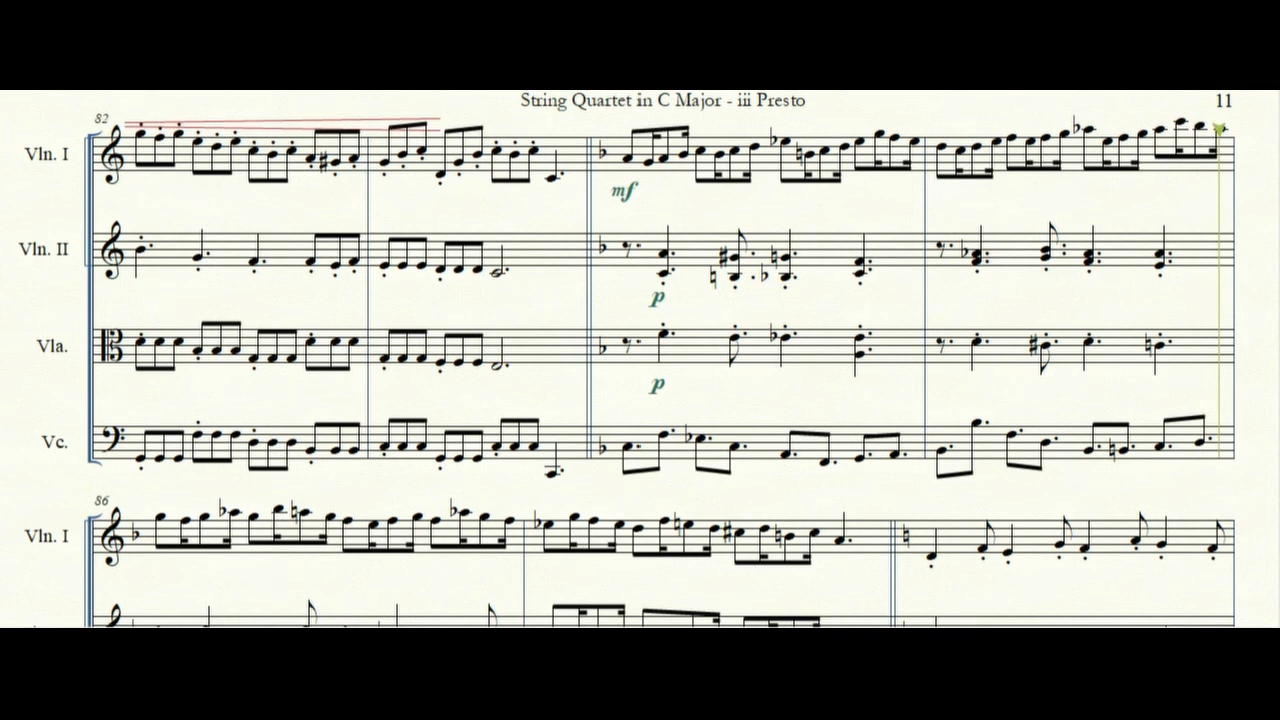 String Quartet in C Major - iii Presto
11
82
Vln. I
mf
Vln. II
p
Vla.
p
Vc.
86
Vln. I